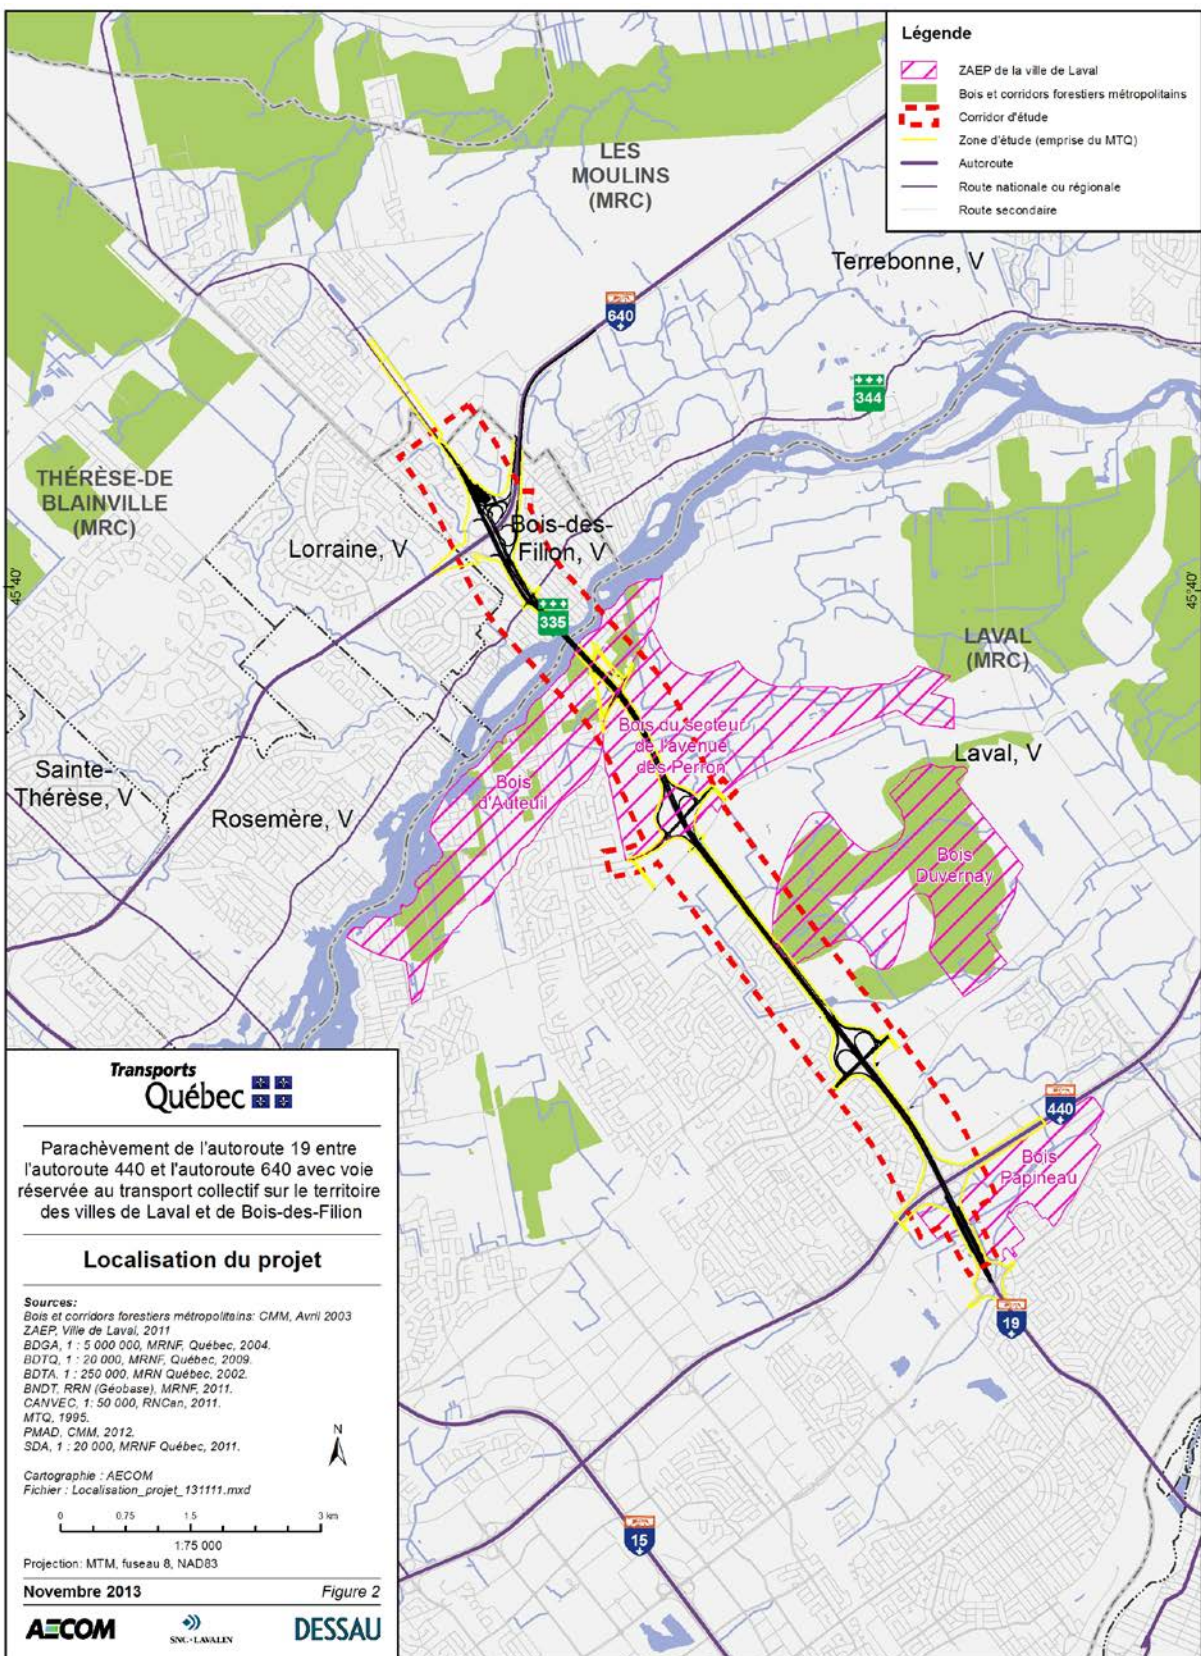 Légende
ZAEP de la ville de Laval
Bois et corridors forestiers métropolitains
Corridor d'étude
Zone d'étude (emprise du MTQ)
Autoroute
Route nationale ou régionale
Route secondaire
LES
MOULINS
(MRC)
Terrebonne, V
640
344
THÉRÈSE-DE
BLAINVILLE
(MRC)
Lorraine, V
Bois-des-
Filion, V
45°40'
45°40'
335
LAVAL
(MRC)
Bois du secteur
de l'avenue
des Perron
Laval, V
Sainte-
Thérèse, V
Bois
d'Auteuil
Rosemère, V
Bois
Duvernay
440
Bois
Papineau
19
15
Transports
Québec
Parachèvement de l'autoroute 19 entre
l'autoroute 440 et l'autoroute 640 avec voie
réservée au transport collectif sur le territoire
des villes de Laval et de Bois-des-Filion
Localisation du projet
Sources:
Bois et corridors forestiers métropolitains: CMM, Avril 2003
ZAEP, Ville de Laval, 2011
BDGA, 1 : 5 000 000, MRNF, Québec, 2004.
BDTQ, 1 : 20 000, MRNF, Québec, 2009.
BDTA, 1 : 250 000, MRN Québec, 2002.
BNDT, RRN (Géobase), MRNF, 2011.
CANVEC, 1: 50 000, RNCan, 2011.
MTQ, 1995.
PMAD, CMM, 2012.
SDA, 1 : 20 000, MRNF Québec, 2011.
N
Cartographie : AECOM
Fichier : Localisation_projet_131111.mxd
0 0.75 1.5 3 km
1:75 000
Projection: MTM, fuseau 8, NAD83
Novembre 2013 Figure 2
AECOM SNC•LAVALIN DESSAU